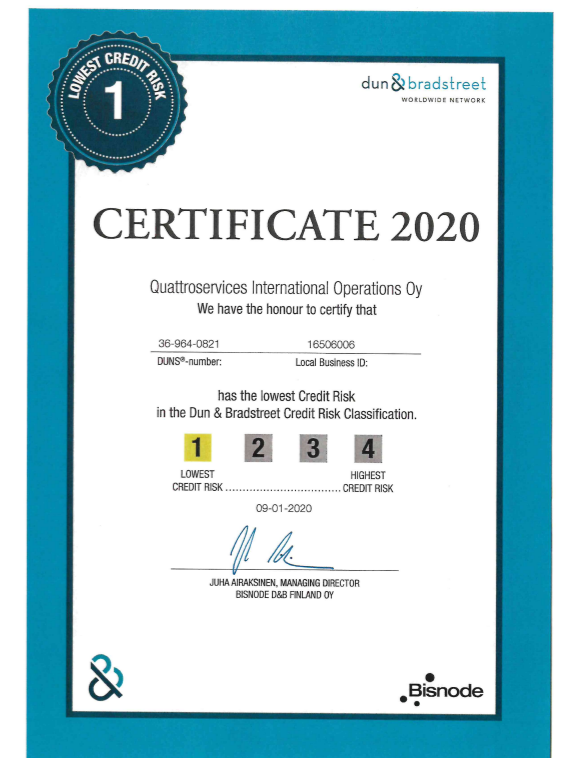 LOWEST CREDIT RISK
1
dun & bradstreet
WORLDWIDE NETWORK
CERTIFICATE 2020
Quattroservices International Operations Oy
We have the honour to certify that
36-964-0821 16506006
DUNS®-number: Local Business ID:
has the lowest Credit Risk
in the Dun & Bradstreet Credit Risk Classification.
1 2 3 4
LOWEST HIGHEST
CREDIT RISK ................................. CREDIT RISK
09-01-2020
JUHA AIRAKSINEN, MANAGING DIRECTOR
BISNODE D&B FINLAND OY
&
Bisnode